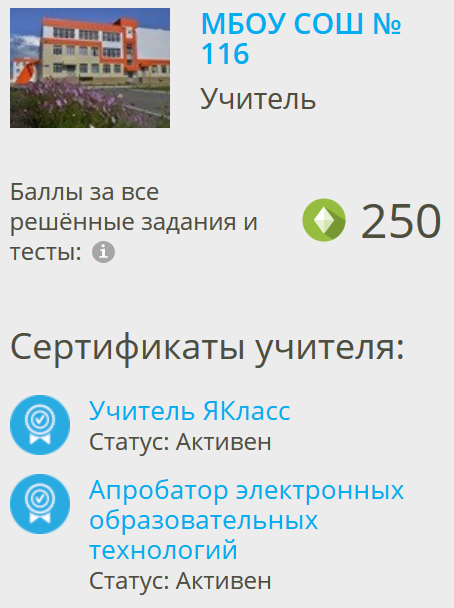 МБОУ СОШ №
116
Учитель
Баллы за все
решённые задания и
тесты:
250
Сертификаты учителя:
Учитель ЯКласс
Статус: Активен
Апробатор электронных
образовательных
технологий
Статус: Активен